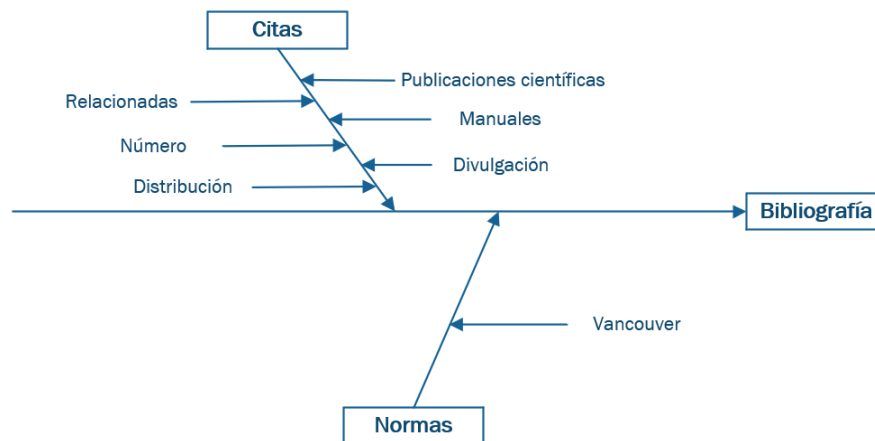 Citas
Publicaciones científicas
Relacionadas
Manuales
Número
Divulgación
Distribución
Bibliografía
Vancouver
Normas